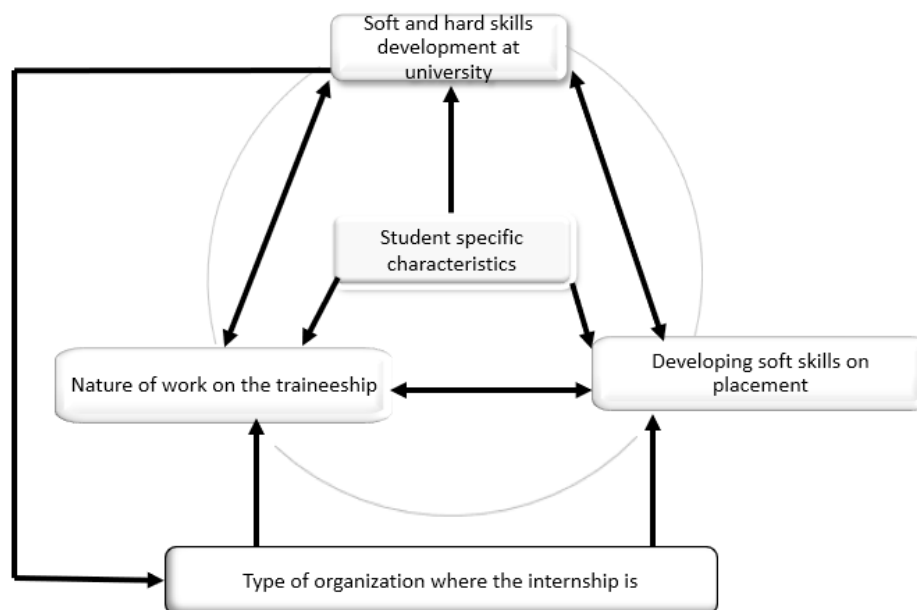 Soft and hard skills
development at
university
Student specific
characteristics
Nature of work on the traineeship
Developing soft skills on
placement
Type of organization where the internship is